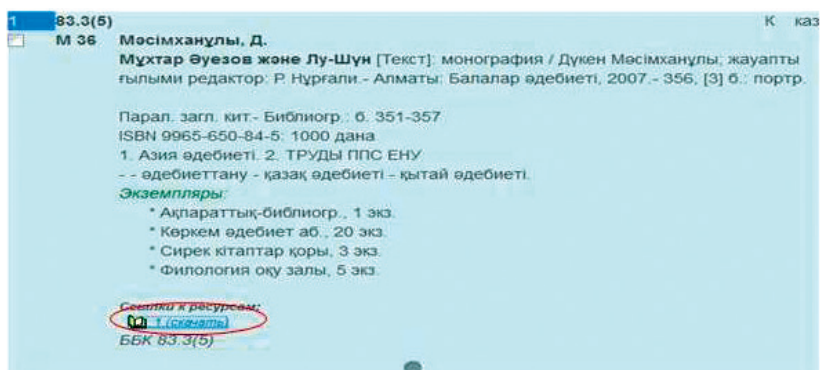 1 83.3(5) К каз
М 36 Мәсімханұлы, Д.
Мұхтар Әуезов және Лу-Шүн [Текст]: монография / Дүкен Мәсімханұлы; жауапты
ғылыми редактор: Р. Нұрғали.- Алматы: Балалар әдебиеті, 2007.- 356, [3] б.: портр.
Парал. загл. кит.- Библиогр.: б. 351-357
ISBN 9965-650-84-5: 1000 дана
1. Азия әдебиеті. 2. ТРУДЫ ППС ЕНУ
- - әдебиеттану - қазақ әдебиеті - қытай әдебиеті.
Экземпляры:
* Ақпараттық-библиогр., 1 экз.
* Көркем әдебиет аб., 20 экз.
* Сирек кітаптар қоры, 3 экз.
* Филология оқу залы, 5 экз.
Ссылки к ресурсам:
1 (скачать)
ББК 83.3(5)